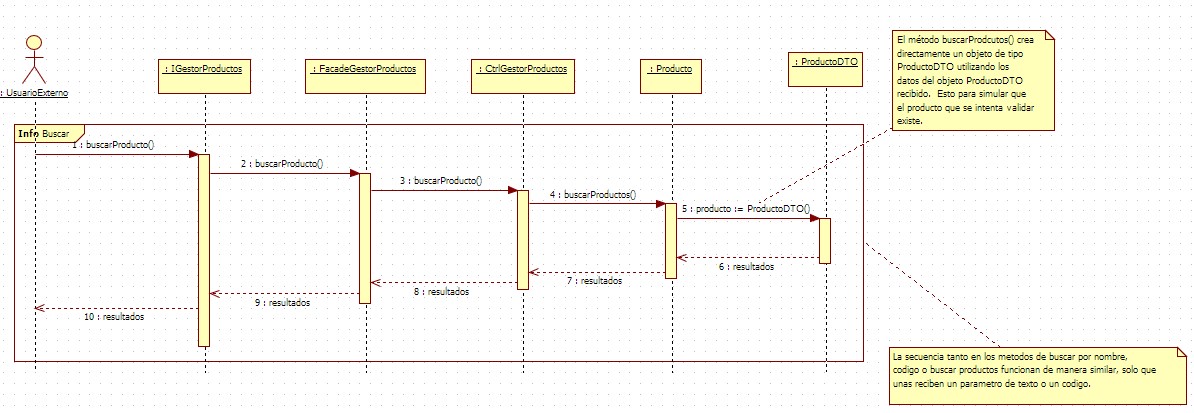 : UsuarioExterno
: IGestorProductos
: FacadeGestorProductos
: CtrlGestorProductos
: Producto
: ProductoDTO
El método buscarProdcutos() crea
directamente un objeto de tipo
ProductoDTO utilizando los
datos del objeto ProductoDTO
recibido. Esto para simular que
el producto que se intenta validar
existe.
Info Buscar
1 : buscarProducto()
2 : buscarProducto()
3 : buscarProducto()
4 : buscarProductos()
5 : producto := ProductoDTO()
6 : resultados
7 : resultados
8 : resultados
9 : resultados
10 : resultados
La secuencia tanto en los metodos de buscar por nombre,
codigo o buscar productos funcionan de manera similar, solo que
unas reciben un parametro de texto o un codigo.